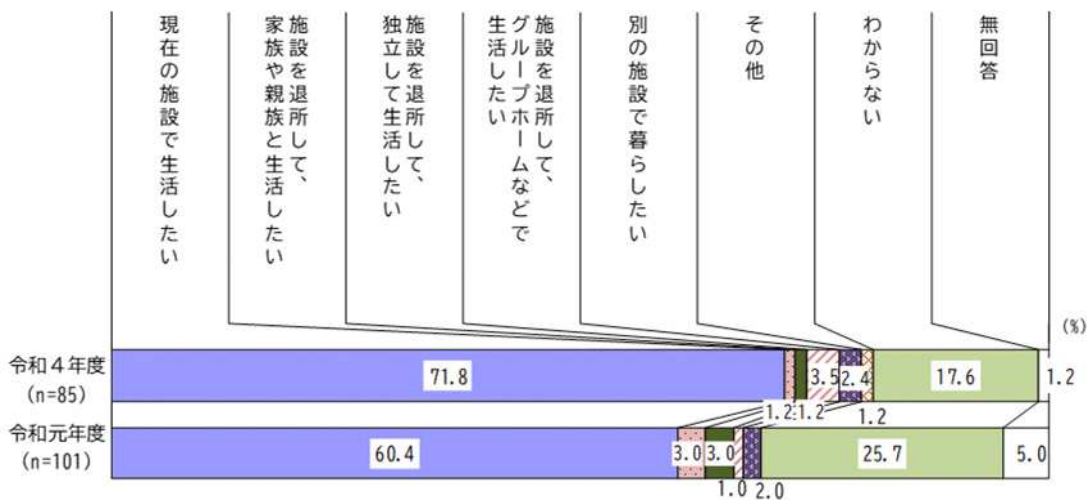 現在の施設で生活したい
施設を退所して、
家族や親族と生活したい
施設を退所して、
独立して生活したい
施設を退所して、
グループホームなどで
生活したい
別の施設で暮らしたい
その他
わからない
無回答
(%)
令和４年度
(n=85)
71.8
3.5
2.4
17.6
1.2
1.2
1.2
1.2
令和元年度
(n=101)
60.4
3.0
3.0
25.7
5.0
1.0
2.0